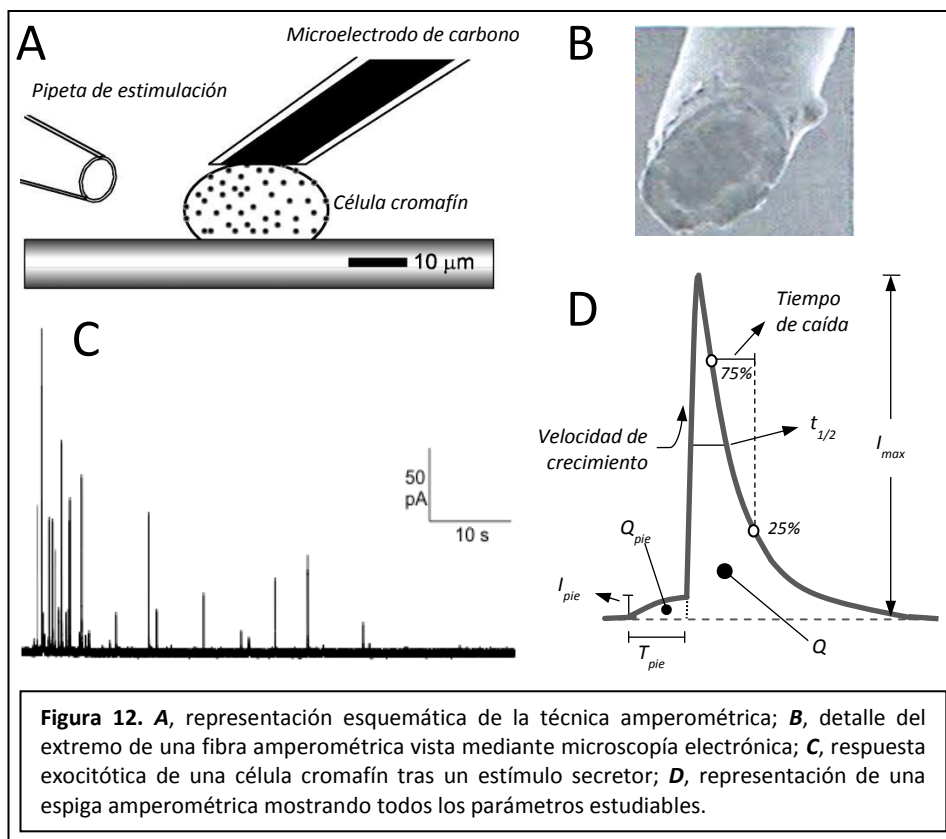 A
Microelectrodo de carbono
Pipeta de estimulación
Célula cromafín
10 μm
B
C
50
pA
10 s
D
Tiempo
de caída
75%
Velocidad de
crecimiento
t1/2
Imax
Qpie
25%
Ipie
Q
Tpie
Figura 12. A, representación esquemática de la técnica amperométrica; B, detalle del
extremo de una fibra amperométrica vista mediante microscopía electrónica; C, respuesta
exocitótica de una célula cromafín tras un estímulo secretor; D, representación de una
espiga amperométrica mostrando todos los parámetros estudiables.